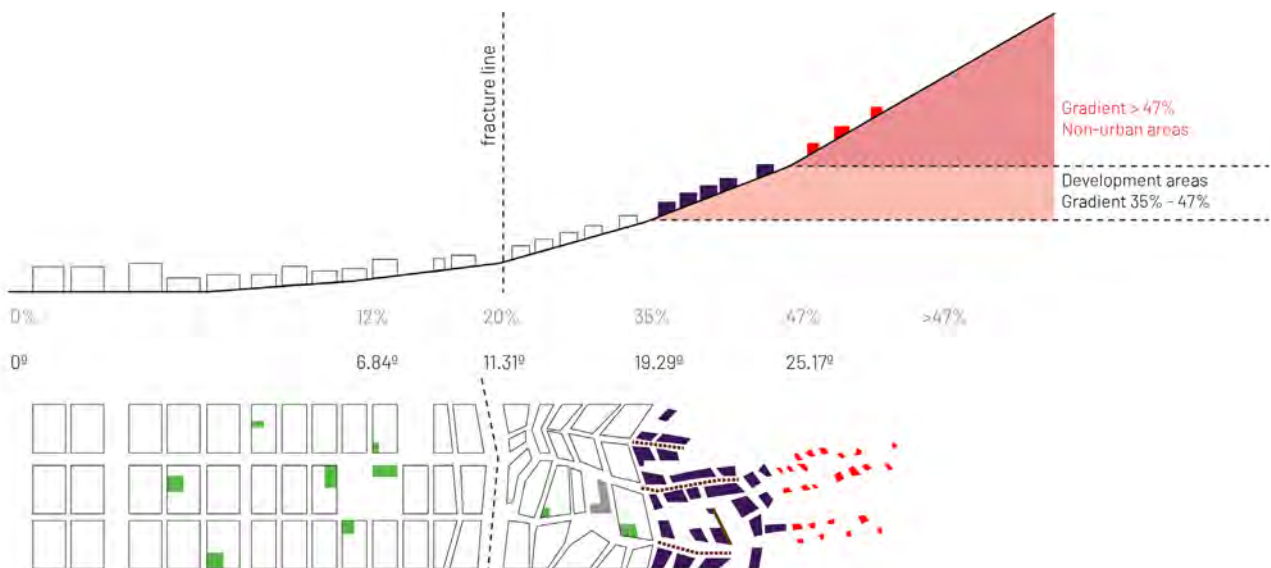 fracture line
Gradient > 47%
Non-urban areas
Development areas
Gradient 35% - 47%
0% 12% 20% 35% 47% >47%
0º 6.84º 11.31º 19.29º 25.17º